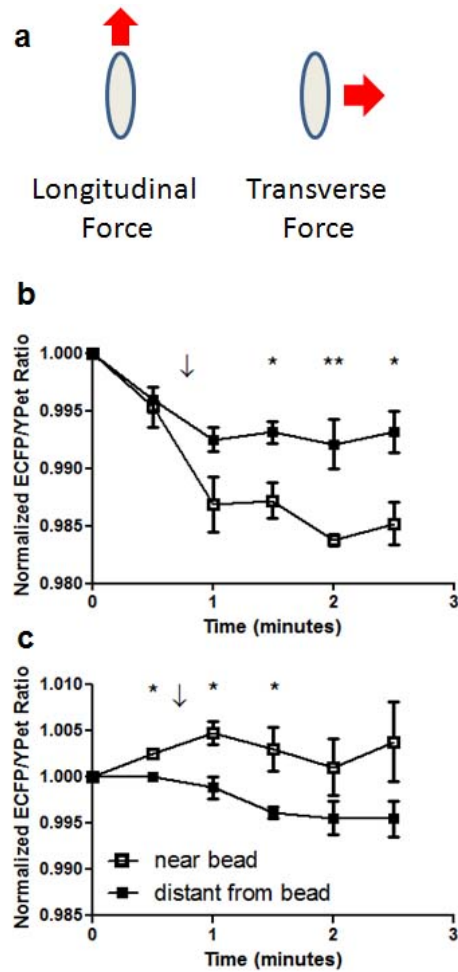 a
Longitudinal Force
Transverse Force
b
Normalized ECFP/YPet Ratio
1.000
0.995
0.990
0.985
0.980
↓ * ** *
0 1 2 3
Time (minutes)
c
Normalized ECFP/YPet Ratio
1.010
1.005
1.000
0.995
0.990
0.985
* ↓ * *
near bead
distant from bead
0 1 2 3
Time (minutes)